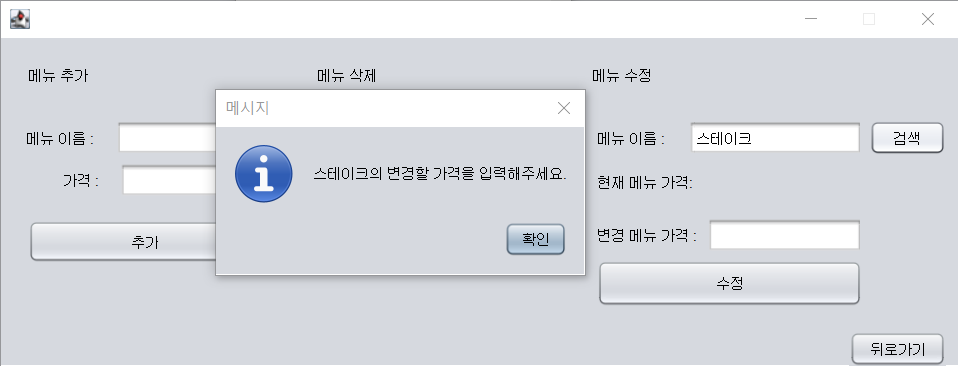 메뉴 추가
메뉴 삭제
메뉴 수정
메시지
메뉴 이름 :
가격 :
추가
스테이크의 변경할 가격을 입력해주세요.
확인
메뉴 이름 : 스테이크 검색
현재 메뉴 가격:
변경 메뉴 가격 :
수정
뒤로가기